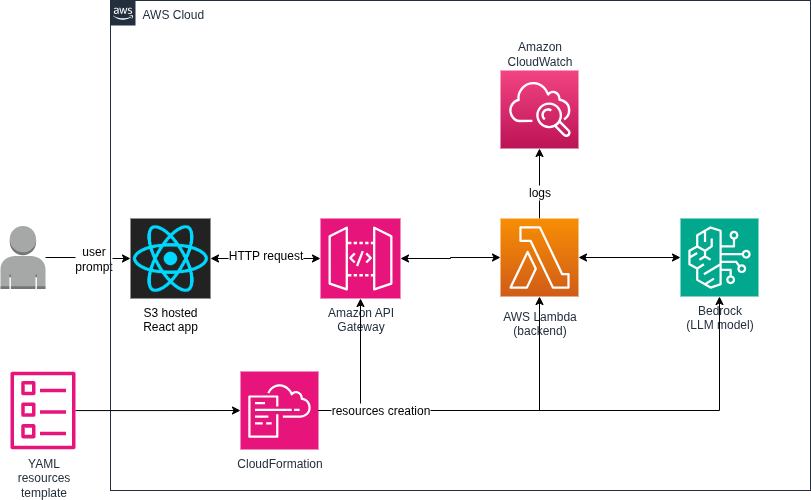 aws
AWS Cloud
Amazon
CloudWatch
logs
user
prompt
HTTP request
S3 hosted
React app
Amazon API
Gateway
AWS Lambda
(backend)
Bedrock
(LLM model)
resources creation
YAML
resources
template
CloudFormation